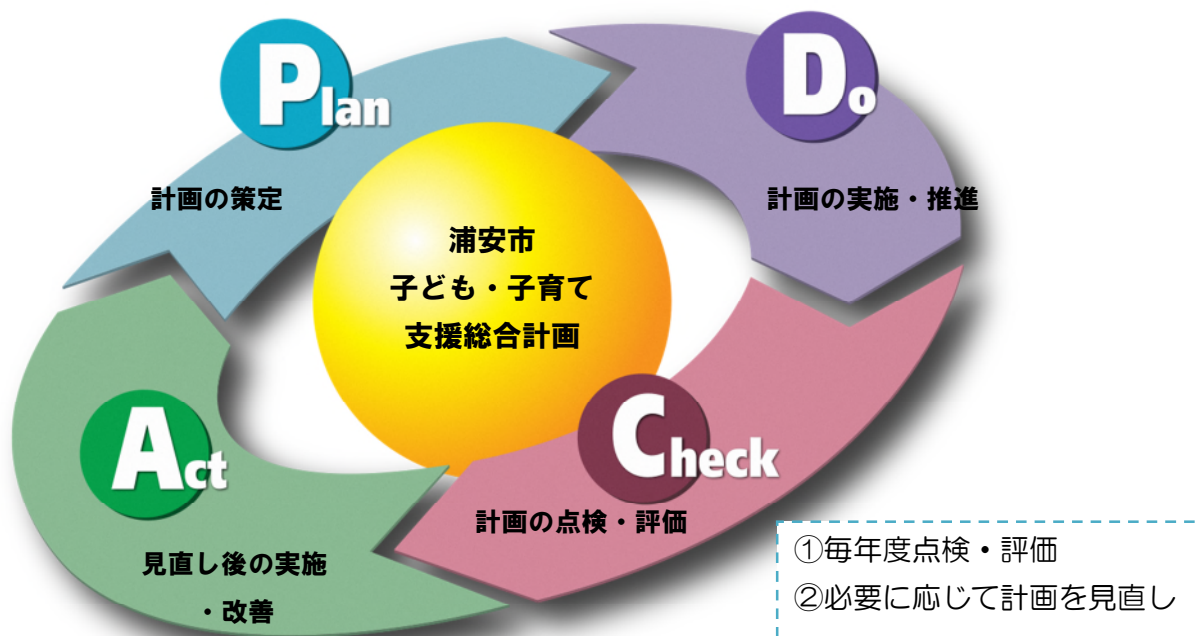 Plan
計画の策定
Do
計画の実施・推進
浦安市
子ども・子育て
支援総合計画
Check
計画の点検・評価
①毎年度点検・評価
②必要に応じて計画を見直し
Act
見直し後の実施
・改善